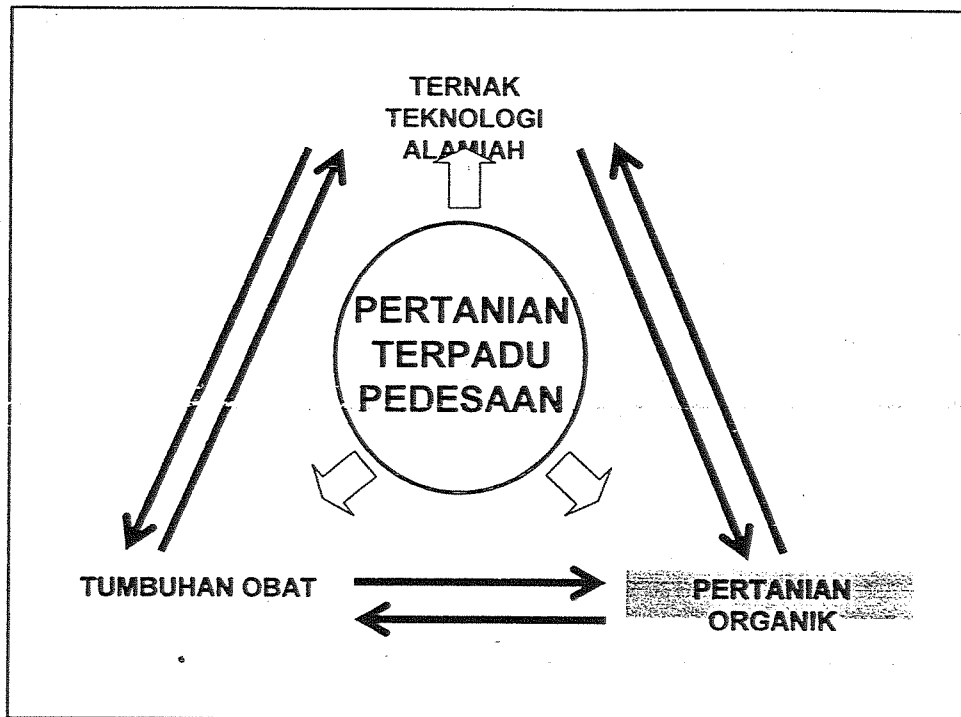 TERNAK
TEKNOLOGI
ALAMIAH
PERTANIAN
TERPADU
PEDESAAN
TUMBUHAN OBAT
PERTANIAN
ORGANIK